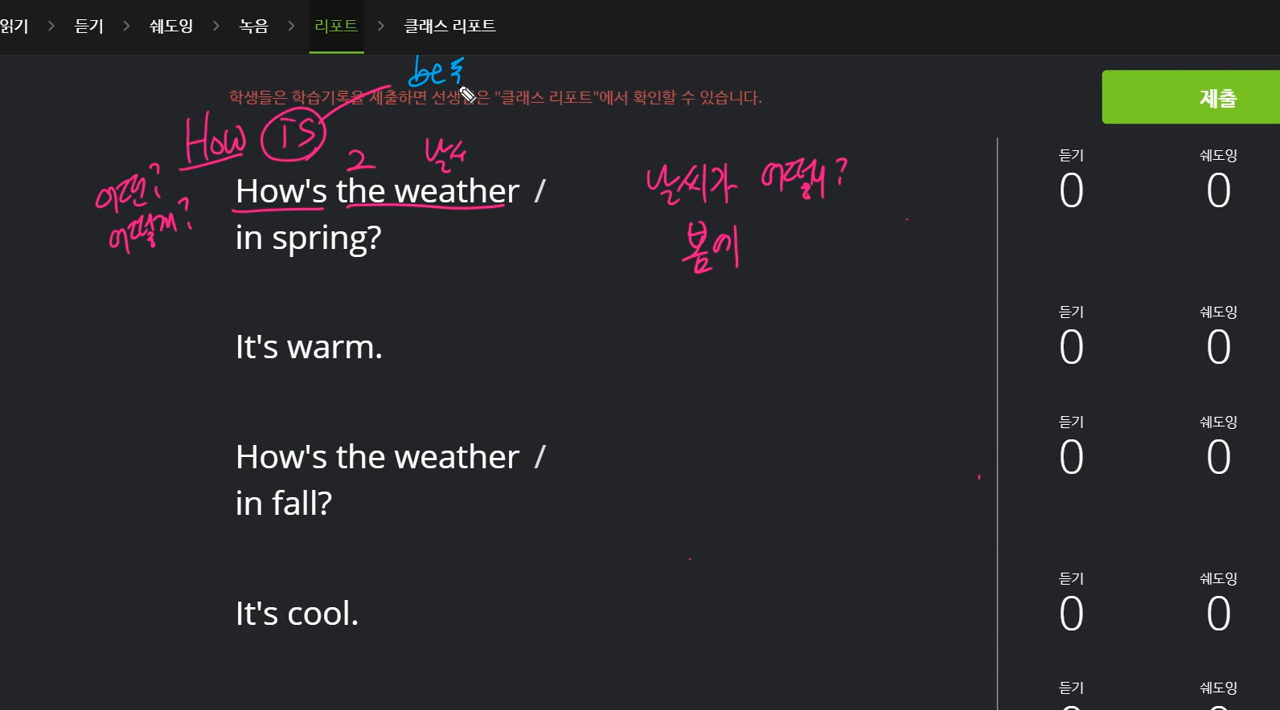 읽기 > 듣기 > 쉐도잉 > 녹음 > 리포트 > 클래스 리포트
be동
학생들은 학습기록을 제출하면 선생님은 "클래스 리포트"에서 확인할 수 있습니다.
제출
How is
듣기 쉐도잉
0 0
어떤?
어떻게?
그 날씨
How's the weather /
in spring?
날씨가 어떻니?
봄에
듣기 쉐도잉
0 0
It's warm.
듣기 쉐도잉
0 0
How's the weather /
in fall?
듣기 쉐도잉
0 0
It's cool.
듣기 쉐도잉